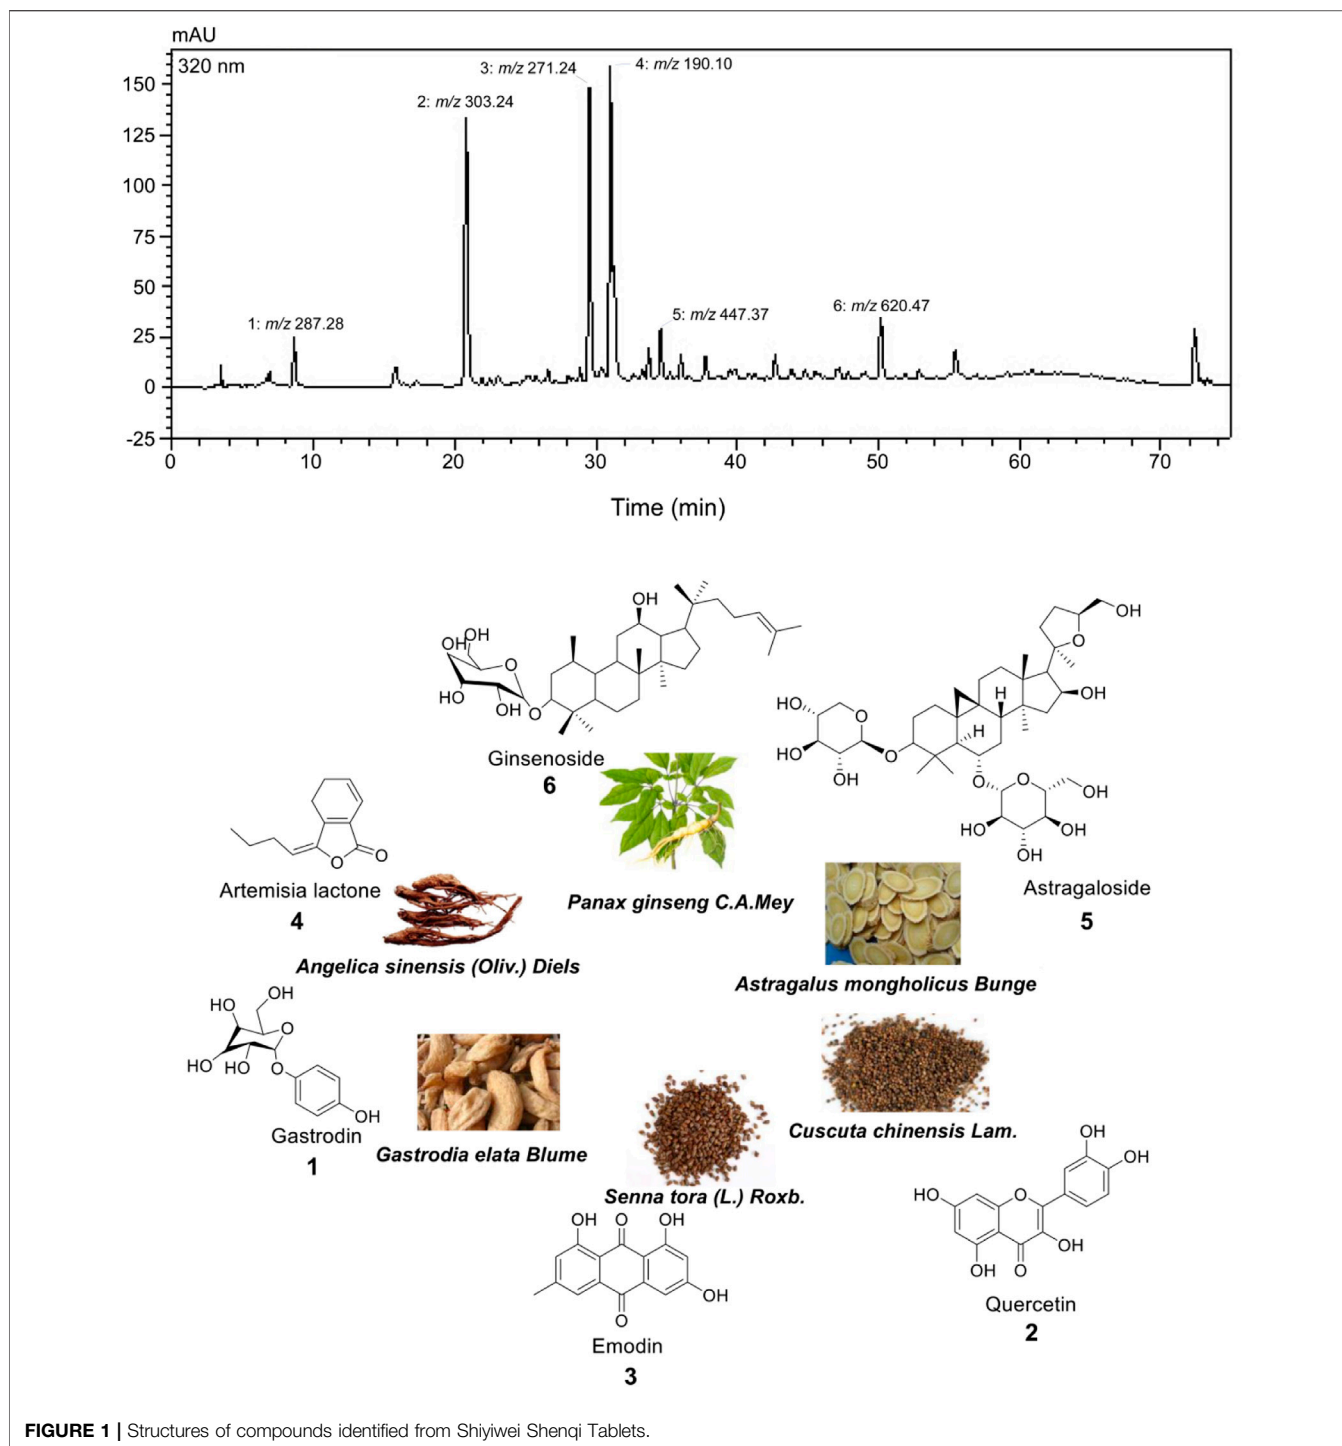 mAU
320 nm
150
125
100
75
50
25
0
-25
1: m/z 287.28
2: m/z 303.24
3: m/z 271.24
4: m/z 190.10
5: m/z 447.37
6: m/z 620.47
0 10 20 30 40 50 60 70
Time (min)
OH
OH
OH
O
HO
OH
O
Ginsenoside
6
OH
O
OH
H
H
HO
O
HO
OH
O
O
O
OH
HO
OH
OH
Astragaloside
5
O
O
Artemisia lactone
4
Panax ginseng C.A.Mey
Angelica sinensis (Oliv.) Diels
Astragalus mongholicus Bunge
OH
HO
O
HO
HO
O
OH
Gastrodin
1
Gastrodia elata Blume
Cuscuta chinensis Lam.
Senna tora (L.) Roxb.
OH
O
OH
OH
O
Emodin
3
OH
OH
HO
O
OH
OH
O
Quercetin
2
FIGURE 1 | Structures of compounds identified from Shiyiwei Shenqi Tablets.